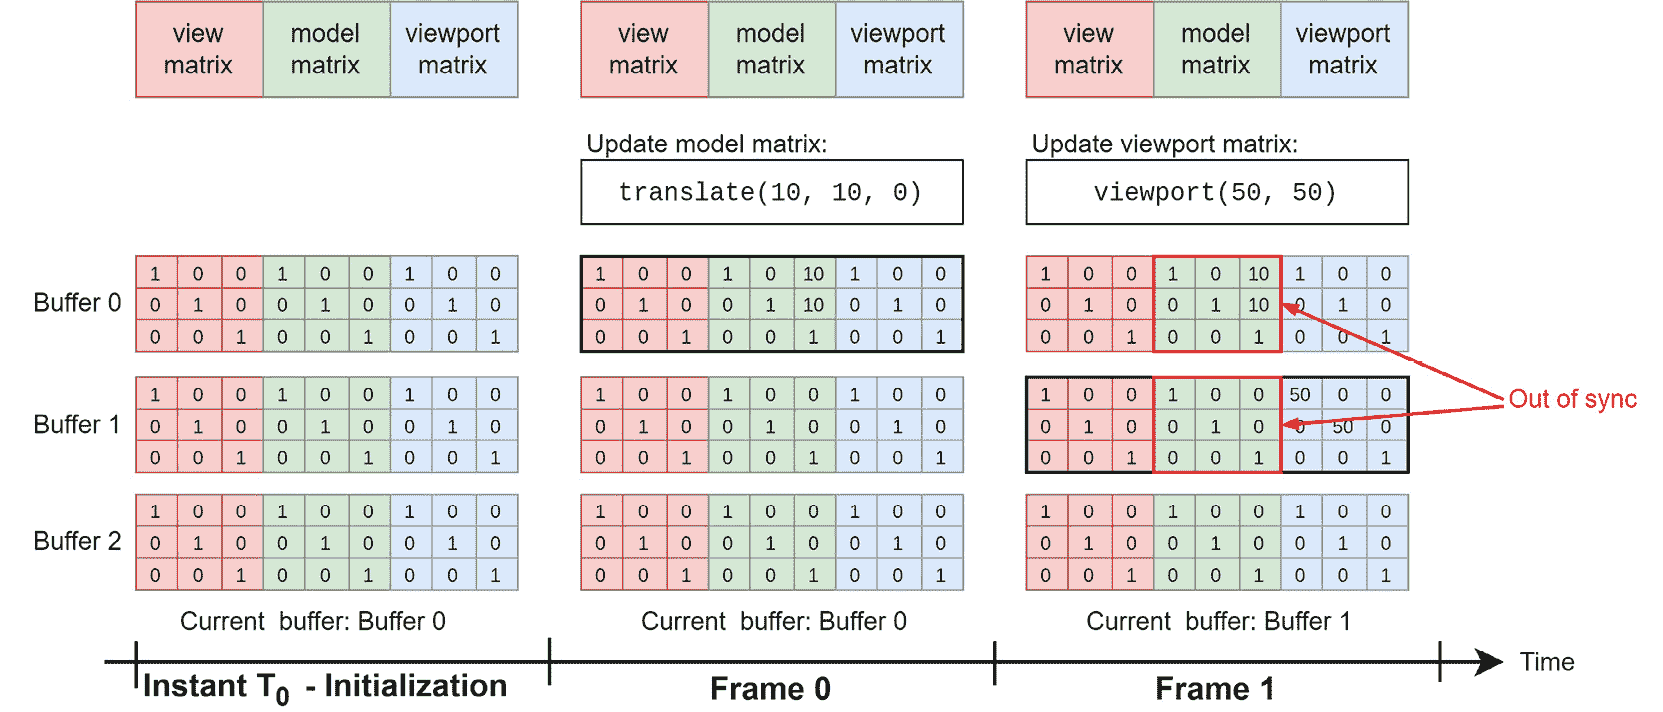 view matrix model matrix viewport matrix
view matrix model matrix viewport matrix
view matrix model matrix viewport matrix
Update model matrix:
translate(10, 10, 0)
Update viewport matrix:
viewport(50, 50)
Buffer 0
1 0 0 1 0 0 1 0 0
0 1 0 0 1 0 0 1 0
0 0 1 0 0 1 0 0 1
1 0 0 1 0 10 1 0 0
0 1 0 0 1 10 0 1 0
0 0 1 0 0 1 0 0 1
1 0 0 1 0 10 1 0 0
0 1 0 0 1 10 0 1 0
0 0 1 0 0 1 0 0 1
Buffer 1
1 0 0 1 0 0 1 0 0
0 1 0 0 1 0 0 1 0
0 0 1 0 0 1 0 0 1
1 0 0 1 0 0 1 0 0
0 1 0 0 1 0 0 1 0
0 0 1 0 0 1 0 0 1
1 0 0 1 0 0 50 0 0
0 1 0 0 1 0 0 50 0
0 0 1 0 0 1 0 0 1
Out of sync
Buffer 2
1 0 0 1 0 0 1 0 0
0 1 0 0 1 0 0 1 0
0 0 1 0 0 1 0 0 1
1 0 0 1 0 0 1 0 0
0 1 0 0 1 0 0 1 0
0 0 1 0 0 1 0 0 1
1 0 0 1 0 0 1 0 0
0 1 0 0 1 0 0 1 0
0 0 1 0 0 1 0 0 1
Current buffer: Buffer 0
Current buffer: Buffer 0
Current buffer: Buffer 1
Time
Instant T0 - Initialization
Frame 0
Frame 1